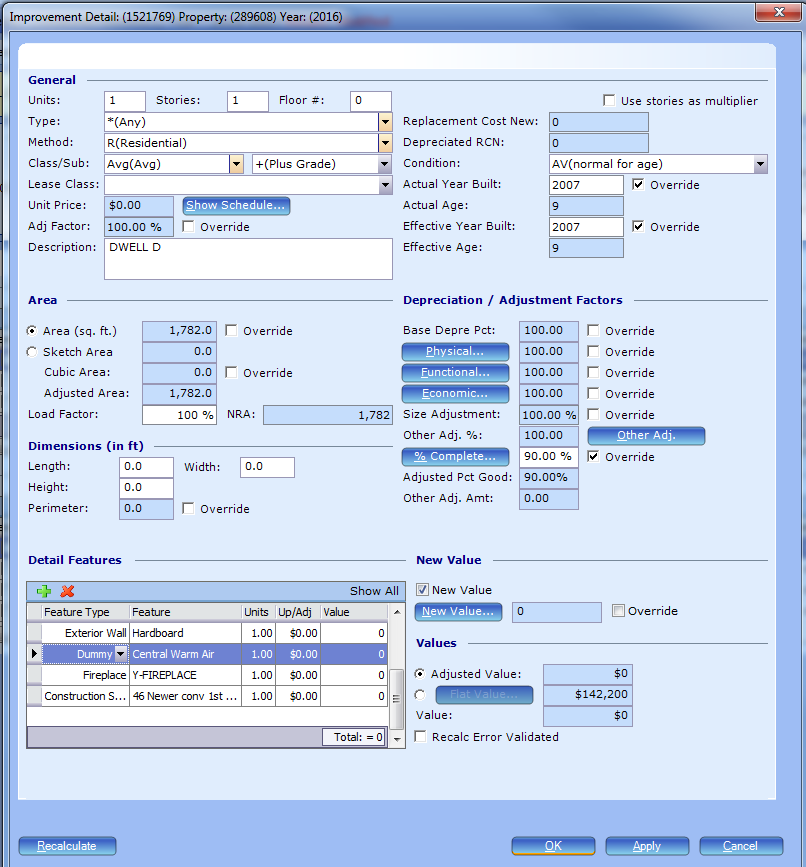 Improvement Detail: (1521769) Property: (289608) Year: (2016)
General
Units: 1 Stories: 1 Floor #: 0 Use stories as multiplier
Type: *(Any) Replacement Cost New: 0
Method: R(Residential) Depreciated RCN: 0
Class/Sub: Avg(Avg) +(Plus Grade) Condition: AV(normal for age)
Lease Class: Actual Year Built: 2007 Override
Unit Price: $0.00 Show Schedule... Actual Age: 9
Adj Factor: 100.00 % Override Effective Year Built: 2007 Override
Description: DWELL D Effective Age: 9
Area Depreciation / Adjustment Factors
Area (sq. ft.) 1,782.0 Override Base Depre Pct: 100.00 Override
Sketch Area 0.0 Physical... 100.00 Override
Cubic Area: 0.0 Override Functional... 100.00 Override
Adjusted Area: 1,782.0 Economic... 100.00 Override
Load Factor: 100 % NRA: 1,782 Size Adjustment: 100.00 % Override
Other Adj. %: 100.00 Other Adj.
Dimensions (in ft) % Complete... 90.00 % Override
Length: 0.0 Width: 0.0 Adjusted Pct Good: 90.00%
Height: 0.0 Other Adj. Amt: 0.00
Perimeter: 0.0 Override
Detail Features New Value
Show All New Value
Feature Type Feature Units Up/Adj Value New Value... 0 Override
Exterior Wall Hardboard 1.00 $0.00 0
Dummy Central Warm Air 1.00 $0.00 0 Values
Fireplace Y-FIREPLACE 1.00 $0.00 0 Adjusted Value: $0
Construction S... 46 Newer conv 1st ... 1.00 $0.00 0 Flat Value... $142,200
Value: $0
Total: = 0 Recalc Error Validated
Recalculate OK Apply Cancel